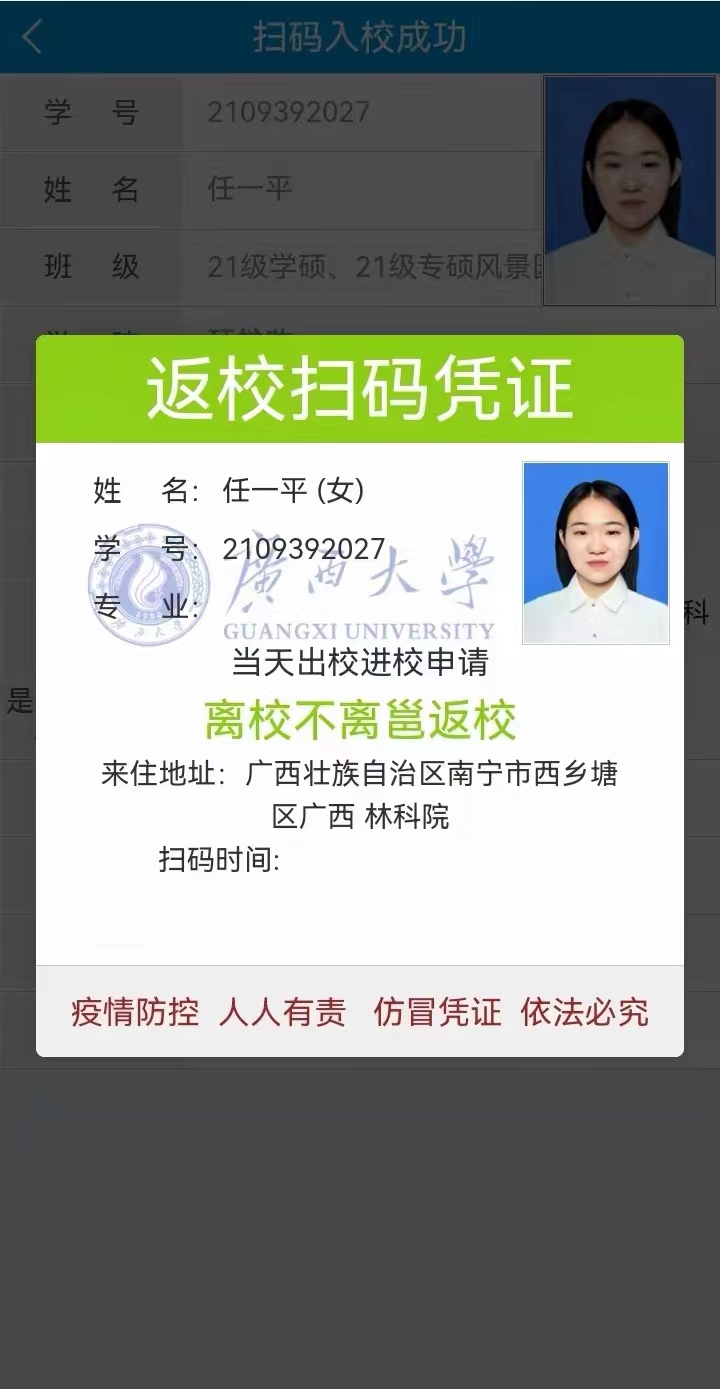 扫码入校成功
学 号 2109392027
姓 名 任一平
班 级 21级学硕、21级专硕风景
返校扫码凭证
姓 名: 任一平 (女)
学 号: 2109392027
专 业:
廣西大學
GUANGXI UNIVERSITY
科
当天出校进校申请
是
离校不离邕返校
来住地址: 广西壮族自治区南宁市西乡塘
区广西 林科院
扫码时间:
疫情防控 人人有责 仿冒凭证 依法必究